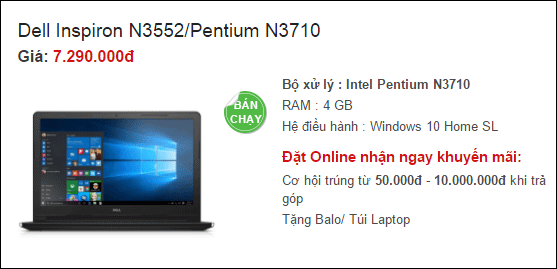 Dell Inspiron N3552/Pentium N3710
Giá: 7.290.000đ
BÁN
CHẠY
Bộ xử lý : Intel Pentium N3710
RAM : 4 GB
Hệ điều hành : Windows 10 Home SL
Đặt Online nhận ngay khuyến mãi:
Cơ hội trúng từ 50.000đ - 10.000.000đ khi trả
góp
Tặng Balo/ Túi Laptop
DELL